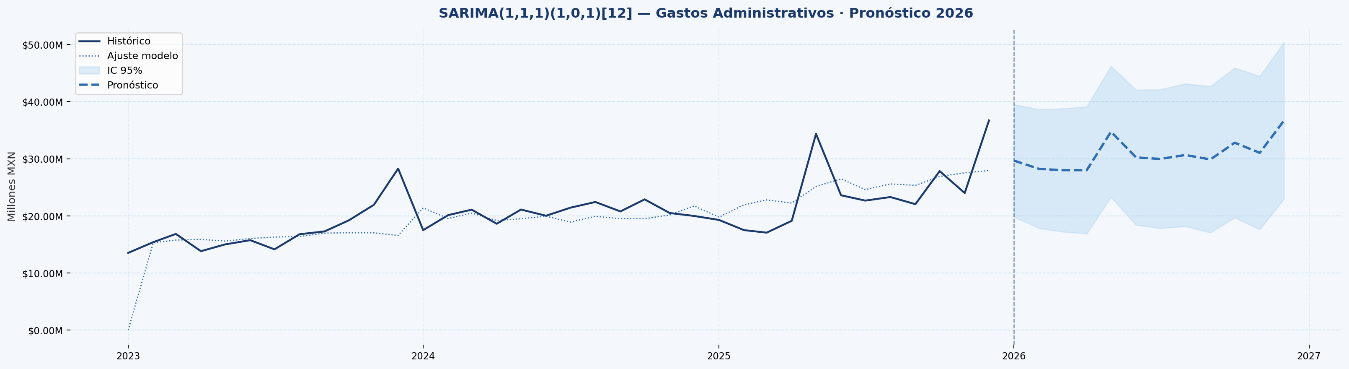 SARIMA(1,1,1)(1,0,1)[12] — Gastos Administrativos · Pronóstico 2026
Histórico
Ajuste modelo
IC 95%
Pronóstico
Millones MXN
$50.00M
$40.00M
$30.00M
$20.00M
$10.00M
$0.00M
2023
2024
2025
2026
2027